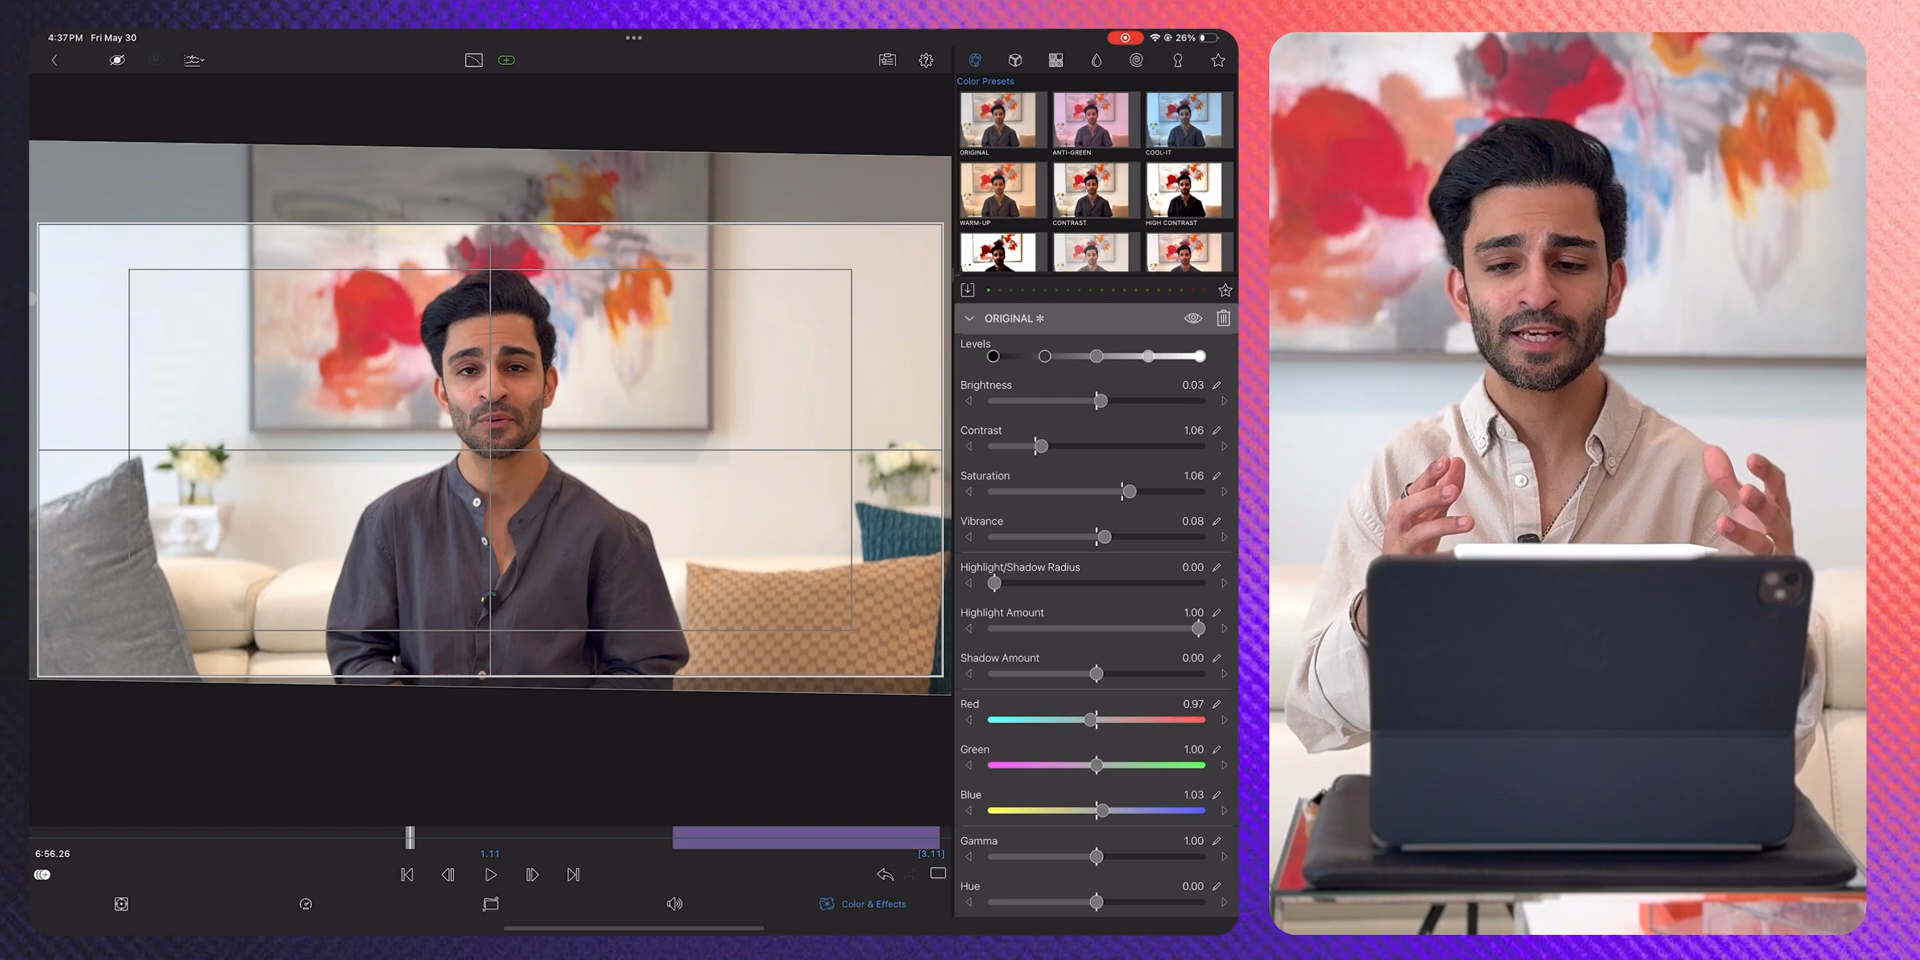 4:37 PM Fri May 30
26%
Color Presets
ORIGINAL
ANTI-GREEN
COOL-IT
WARM-UP
CONTRAST
HIGH CONTRAST
ORIGINAL *
Levels
Brightness 0.03
Contrast 1.06
Saturation 1.06
Vibrance 0.08
Highlight/Shadow Radius 0.00
Highlight Amount 1.00
Shadow Amount 0.00
Red 0.97
Green 1.00
Blue 1.03
Gamma 1.00
Hue 0.00
6:56.26
1.11
[3.11]
Color & Effects